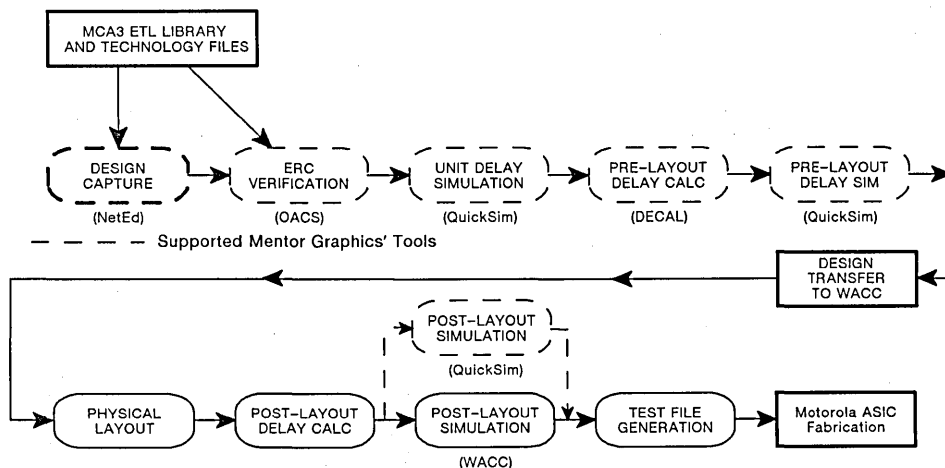 MCA3 ETL LIBRARY
AND TECHNOLOGY FILES
DESIGN
CAPTURE
(NetEd)
ERC
VERIFICATION
(OACS)
UNIT DELAY
SIMULATION
(QuickSim)
PRE-LAYOUT
DELAY CALC
(DECAL)
PRE-LAYOUT
DELAY SIM
(QuickSim)
Supported Mentor Graphics' Tools
DESIGN
TRANSFER
TO WACC
POST-LAYOUT
SIMULATION
(QuickSim)
PHYSICAL
LAYOUT
POST-LAYOUT
DELAY CALC
POST-LAYOUT
SIMULATION
(WACC)
TEST FILE
GENERATION
Motorola ASIC
Fabrication